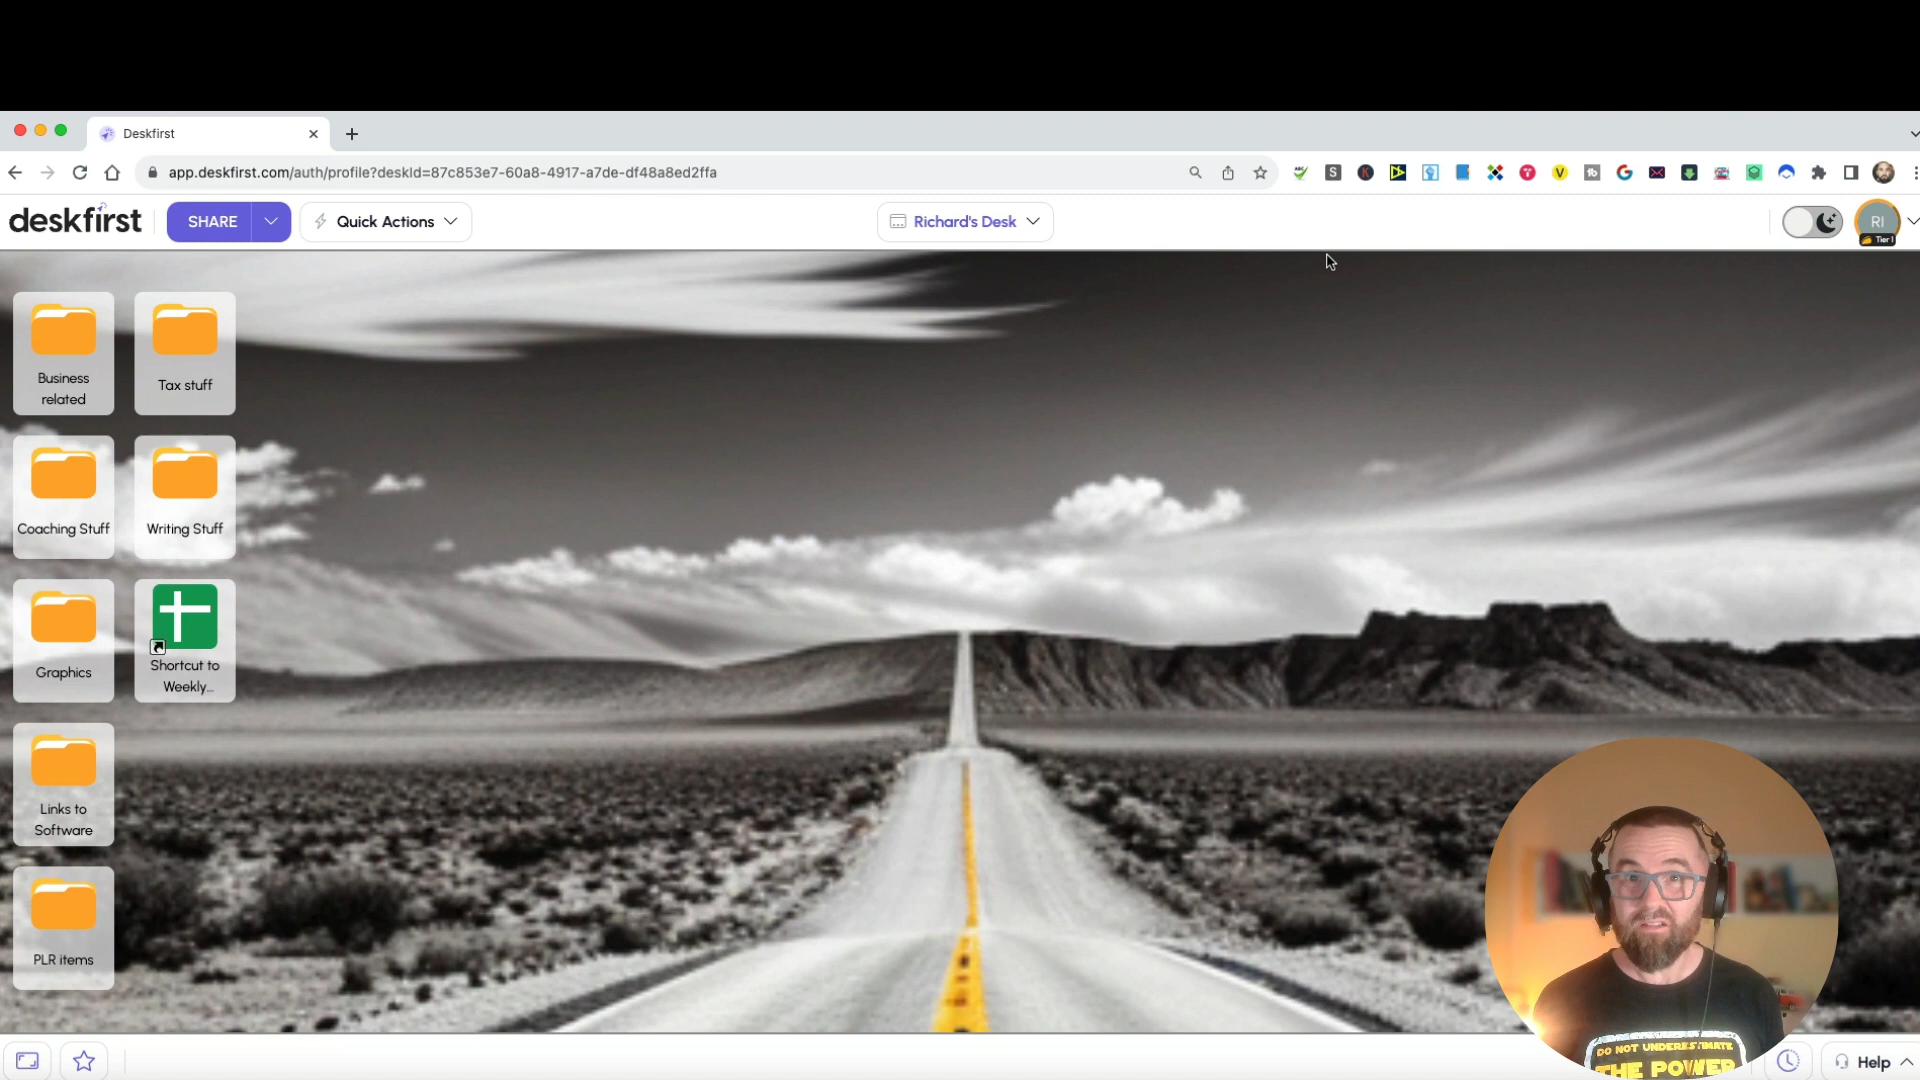 Deskfirst
app.deskfirst.com/auth/profile?deskId=87c853e7-60a8-4917-a7de-df48a8ed2ffa
deskfirst
SHARE
Quick Actions
Richard's Desk
RI
Tier I
Business
related
Tax stuff
Coaching Stuff
Writing Stuff
Graphics
Shortcut to
Weekly...
Links to
Software
PLR items
DO NOT UNDERESTIMATE
THE POWER
Help